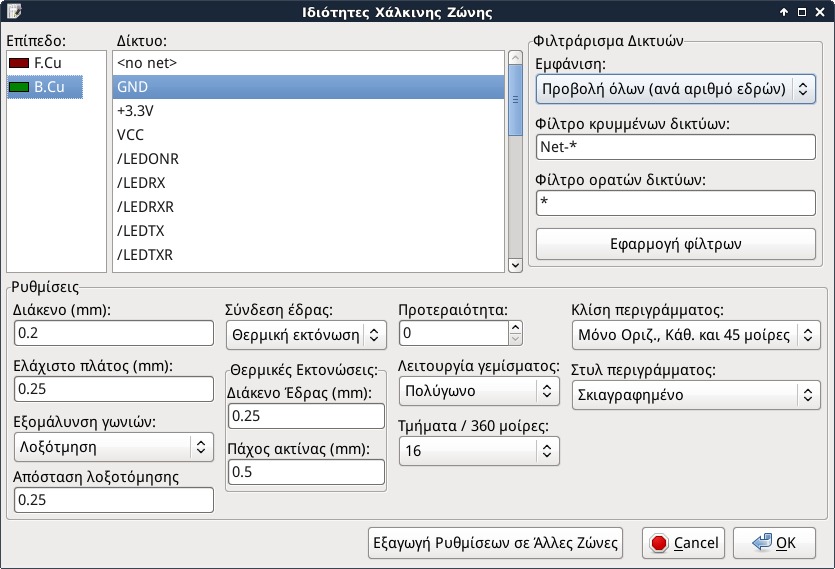 Ιδιότητες Χάλκινης Ζώνης
Επίπεδο:
F.Cu
B.Cu
Δίκτυο:
<no net>
GND
+3.3V
VCC
/LEDONR
/LEDRX
/LEDRXR
/LEDTX
/LEDTXR
Φιλτράρισμα Δικτυών
Εμφάνιση:
Προβολή όλων (ανά αριθμό εδρών)
Φίλτρο κρυμμένων δικτύων:
Net-*
Φίλτρο ορατών δικτύων:
*
Εφαρμογή φίλτρων
Ρυθμίσεις
Διάκενο (mm):
0.2
Ελάχιστο πλάτος (mm):
0.25
Εξομάλυνση γωνιών:
Λοξότμηση
Απόσταση λοξοτόμησης
0.25
Σύνδεση έδρας:
Θερμική εκτόνωση
Θερμικές Εκτονώσεις:
Διάκενο Έδρας (mm):
0.25
Πάχος ακτίνας (mm):
0.5
Προτεραιότητα:
0
Λειτουργία γεμίσματος:
Πολύγωνο
Τμήματα / 360 μοίρες:
16
Κλίση περιγράμματος:
Μόνο Οριζ., Κάθ. και 45 μοίρες
Στυλ περιγράμματος:
Σκιαγραφημένο
Εξαγωγή Ρυθμίσεων σε Άλλες Ζώνες
Cancel
OK